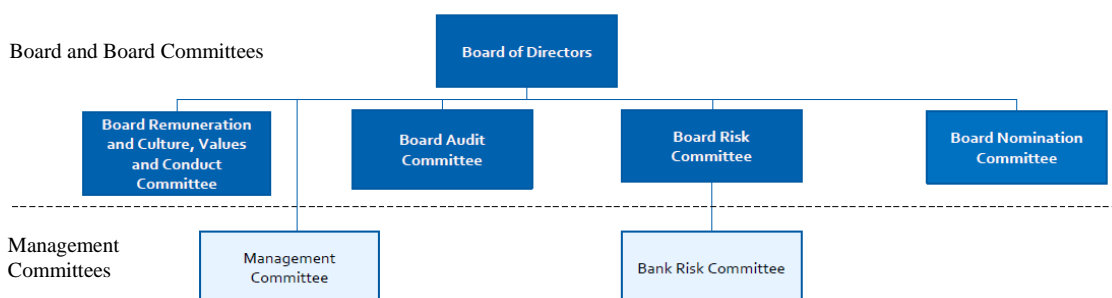 Board and Board Committees
Board of Directors
Board Remuneration
and Culture, Values
and Conduct
Committee
Board Audit
Committee
Board Risk
Committee
Board Nomination
Committee
Management
Committees
Management
Committee
Bank Risk Committee